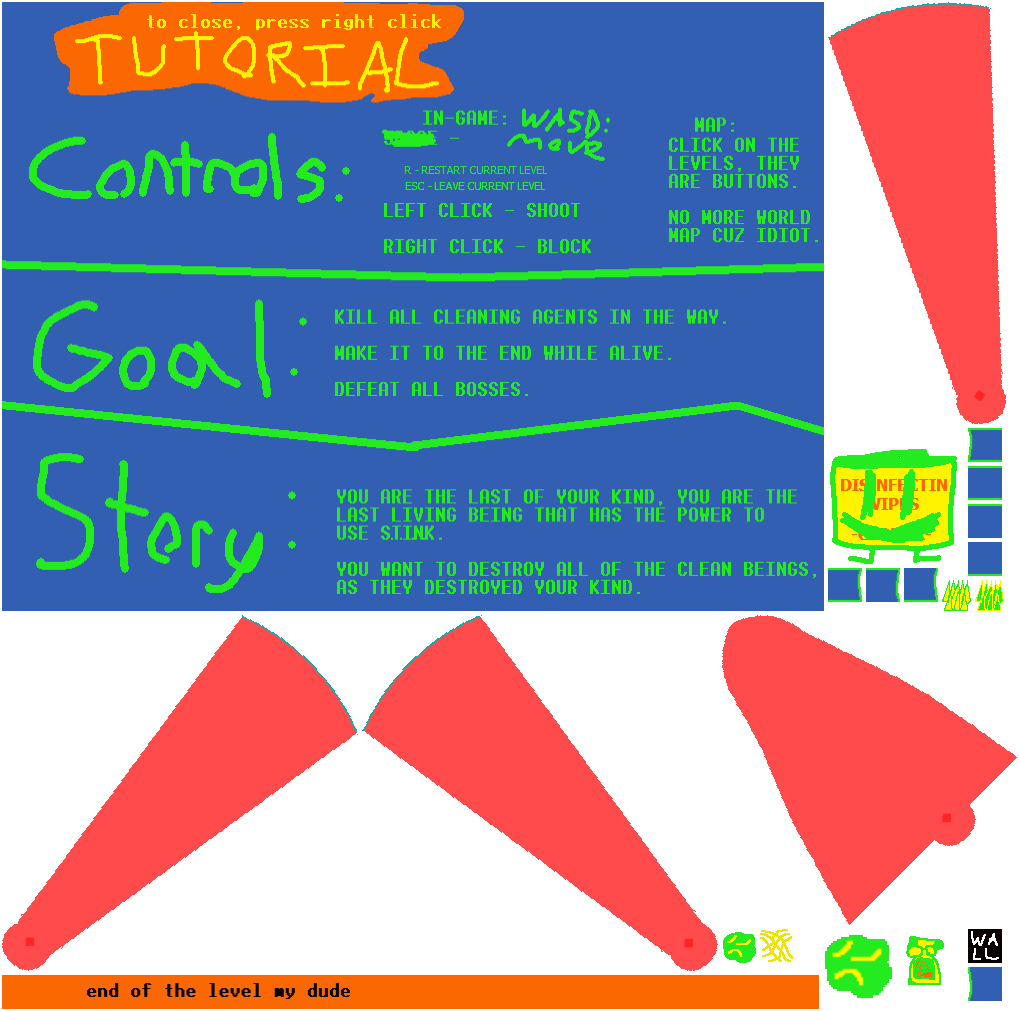 to close, press right click
TUTORIAL
Controls:
IN-GAME: WASD:
- move
R - RESTART CURRENT LEVEL
ESC - LEAVE CURRENT LEVEL
LEFT CLICK - SHOOT
RIGHT CLICK - BLOCK
MAP:
CLICK ON THE
LEVELS, THEY
ARE BUTTONS.
NO MORE WORLD
MAP CUZ IDIOT.
Goal:
KILL ALL CLEANING AGENTS IN THE WAY.
MAKE IT TO THE END WHILE ALIVE.
DEFEAT ALL BOSSES.
Story:
YOU ARE THE LAST OF YOUR KIND, YOU ARE THE
LAST LIVING BEING THAT HAS THE POWER TO
USE S.T.I.N.K.
YOU WANT TO DESTROY ALL OF THE CLEAN BEINGS,
AS THEY DESTROYED YOUR KIND.
DISINFECTIN
WIPES
WALL
end of the level my dude